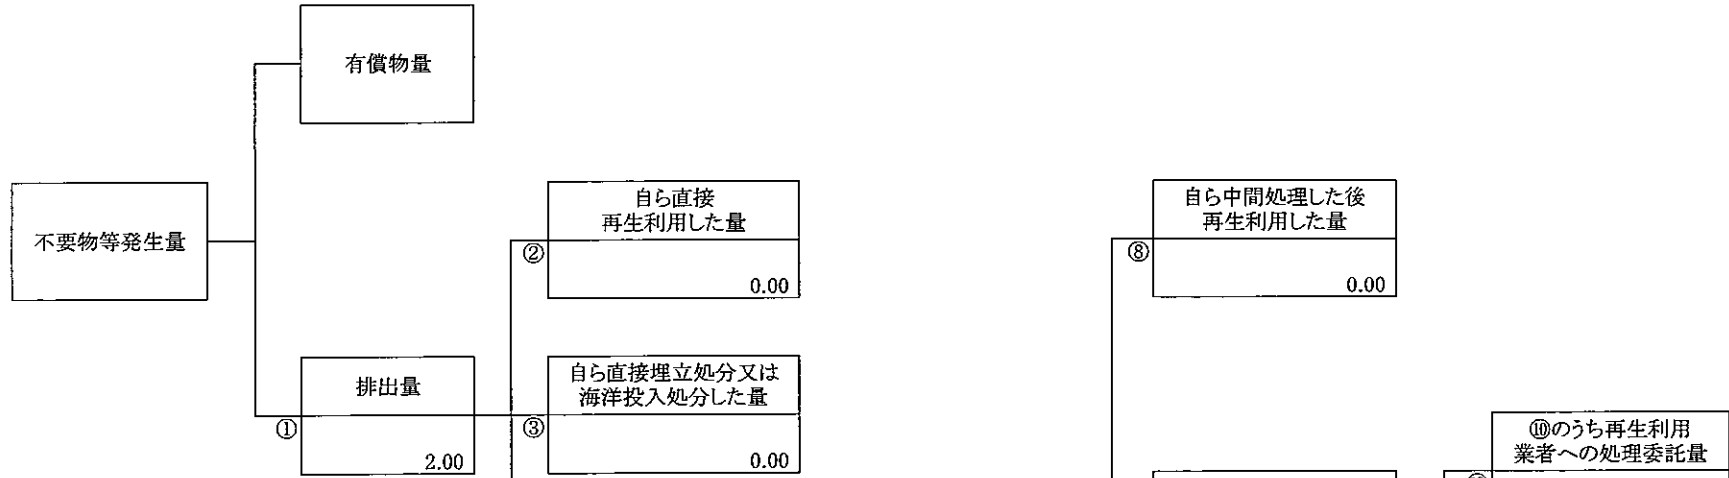 有償物量
不要物等発生量
自ら直接
再生利用した量
②
0.00
自ら中間処理した後
再生利用した量
⑧
0.00
排出量
①
2.00
自ら直接埋立処分又は
海洋投入処分した量
③
0.00
⑩のうち再生利用
業者への処理委託量